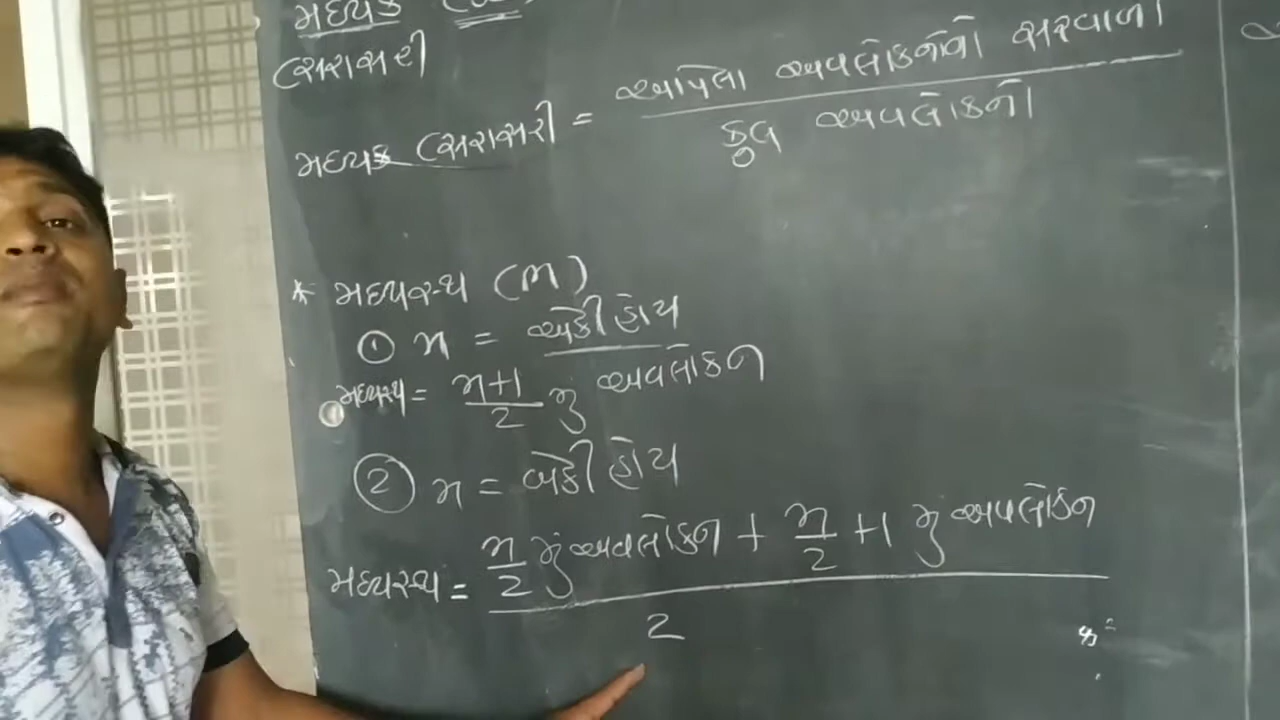 મધ્યક
(સરાસરી
મધ્યક (સરાસરી = આપેલા અવલોકનોનો સરવાળો / કુલ અવલોકનો
* મધ્યસ્થ (M)
① n = એકી હોય
મધ્યસ્થ = n+1 / 2 મું અવલોકન
② n = બેકી હોય
મધ્યસ્થ = n/2 મું અવલોકન + n/2 +1 મું અવલોકન / 2